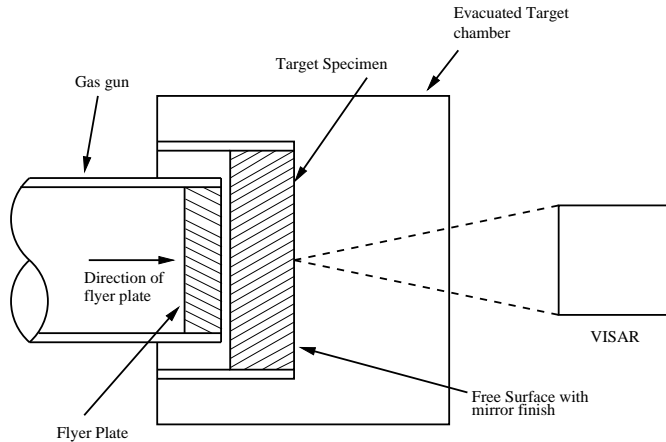 Evacuated Target
chamber
Target Specimen
Gas gun
Direction of
flyer plate
VISAR
Free Surface with
mirror finish
Flyer Plate